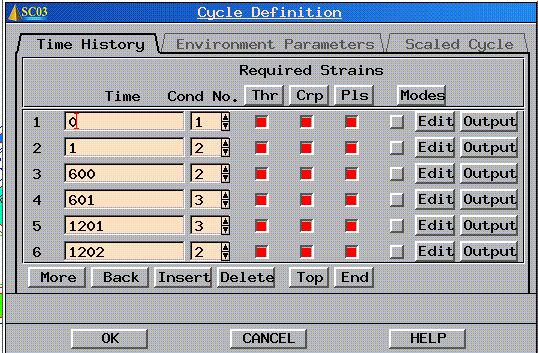 SC03 Cycle Definition
Time History Environment Parameters Scaled Cycle
Required Strains
Time Cond No. Thr Crp Pls Modes
1 0 1 Edit Output
2 1 2 Edit Output
3 600 2 Edit Output
4 601 3 Edit Output
5 1201 3 Edit Output
6 1202 2 Edit Output
More Back Insert Delete Top End
OK CANCEL HELP